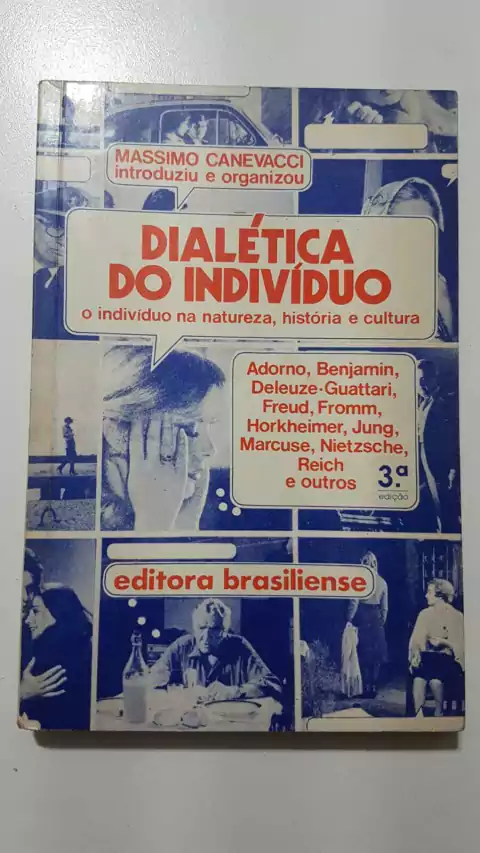 MASSIMO CANEVACCI
introduziu e organizou
DIALÉTICA
DO INDIVÍDUO
o indivíduo na natureza, história e cultura
Adorno, Benjamin,
Deleuze-Guattari,
Freud, Fromm,
Horkheimer, Jung,
Marcuse, Nietzsche,
Reich
e outros
3.ª
edição
editora brasiliense